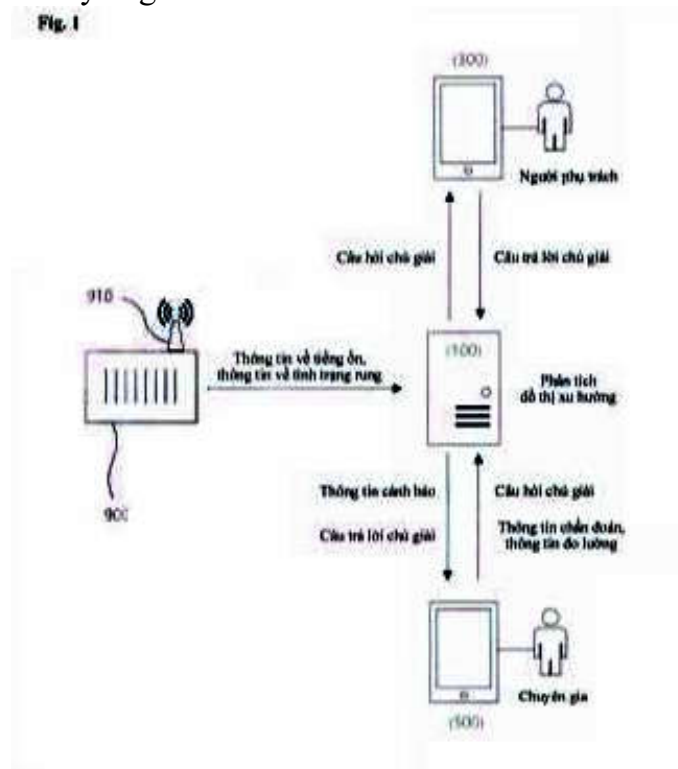 Fig. 1
(300)
Người phụ trách
Câu hỏi chú giải
Câu trả lời chú giải
910
(100)
Thông tin về tiếng ồn,
thông tin về tình trạng rung
Phân tích
đồ thị xu hướng
900
Thông tin cảnh báo
Câu hỏi chú giải
Câu trả lời chú giải
Thông tin chẩn đoán,
thông tin đo lường
Chuyên gia
(500)